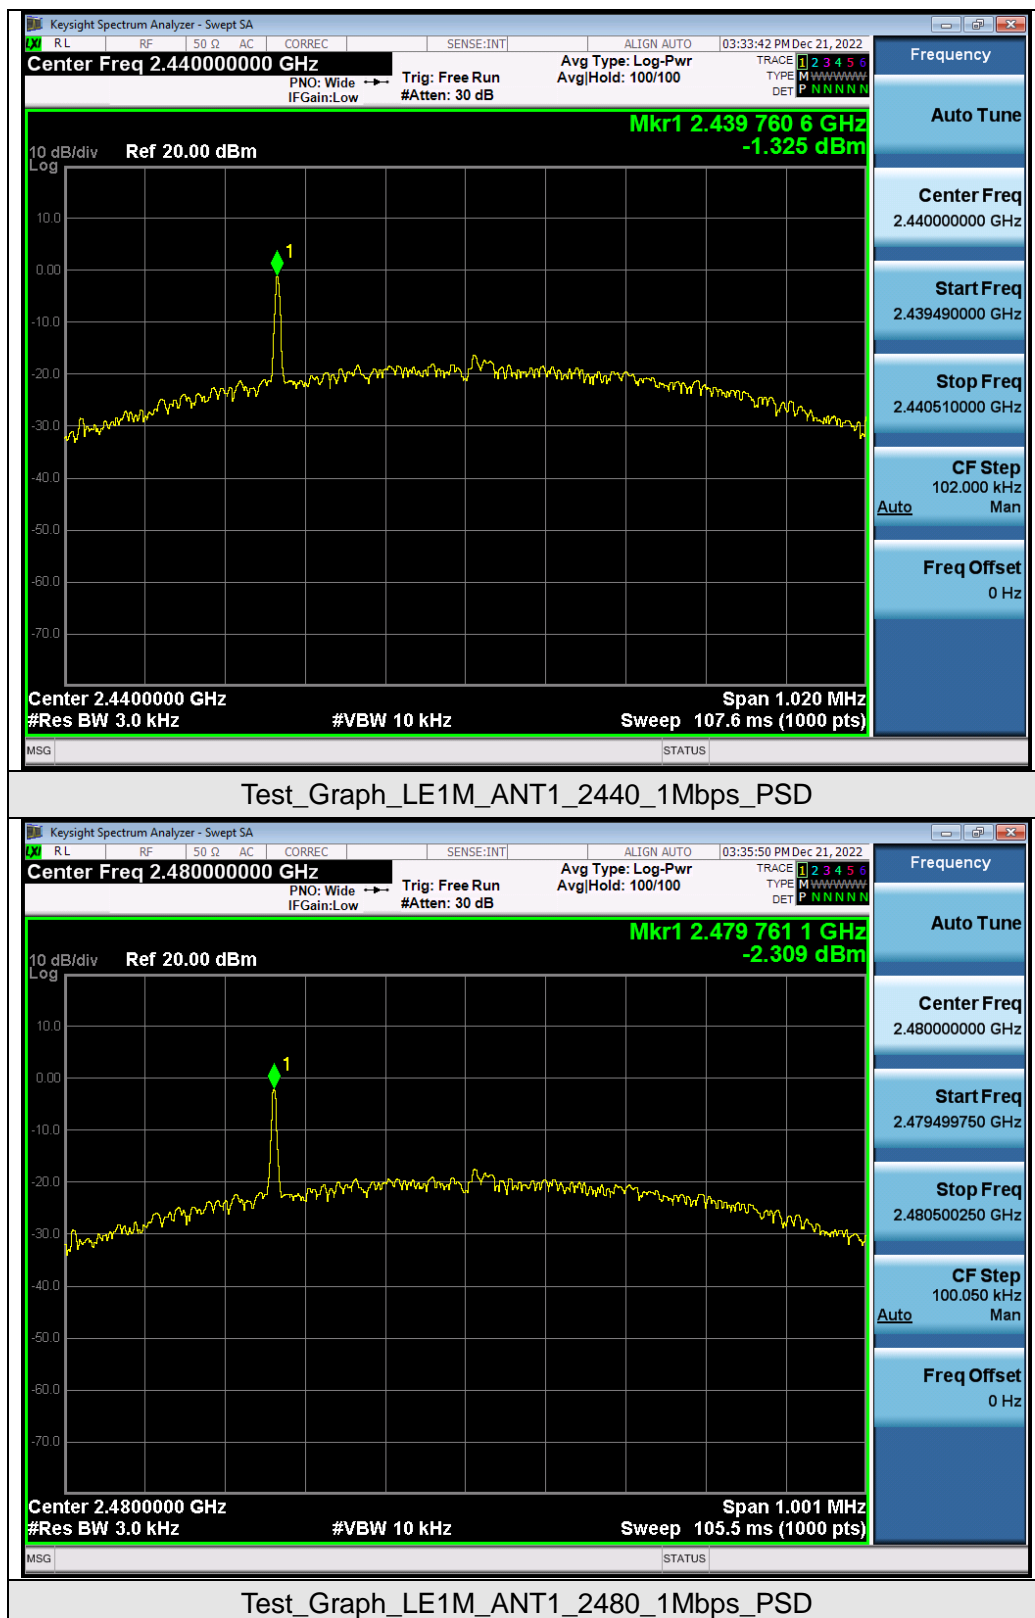 Keysight Spectrum Analyzer - Swept SA
LXI RL RF 50 Ω AC CORREC SENSE:INT ALIGN AUTO 03:33:42 PM Dec 21, 2022
Center Freq 2.440000000 GHz Avg Type: Log-Pwr TRACE 1 2 3 4 5 6
PNO: Wide Trig: Free Run Avg|Hold: 100/100 TYPE M WWWWW
IFGain:Low #Atten: 30 dB DET P N N N N N
Frequency
Auto Tune
Center Freq
2.440000000 GHz
Start Freq
2.439490000 GHz
Stop Freq
2.440510000 GHz
CF Step
102.000 kHz
Auto Man
Freq Offset
0 Hz
Mkr1 2.439 760 6 GHz
-1.325 dBm
10 dB/div Ref 20.00 dBm
Log
10.0
1
0.00
-10.0
-20.0
-30.0
-40.0
-50.0
-60.0
-70.0
Center 2.4400000 GHz Span 1.020 MHz
#Res BW 3.0 kHz #VBW 10 kHz Sweep 107.6 ms (1000 pts)
MSG STATUS
Test_Graph_LE1M_ANT1_2440_1Mbps_PSD
Keysight Spectrum Analyzer - Swept SA
LXI RL RF 50 Ω AC CORREC SENSE:INT ALIGN AUTO 03:35:50 PM Dec 21, 2022
Center Freq 2.480000000 GHz Avg Type: Log-Pwr TRACE 1 2 3 4 5 6
PNO: Wide Trig: Free Run Avg|Hold: 100/100 TYPE M WWWWW
IFGain:Low #Atten: 30 dB DET P N N N N N
Frequency
Auto Tune
Center Freq
2.480000000 GHz
Start Freq
2.479499750 GHz
Stop Freq
2.480500250 GHz
CF Step
100.050 kHz
Auto Man
Freq Offset
0 Hz
Mkr1 2.479 761 1 GHz
-2.309 dBm
10 dB/div Ref 20.00 dBm
Log
10.0
1
0.00
-10.0
-20.0
-30.0
-40.0
-50.0
-60.0
-70.0
Center 2.4800000 GHz Span 1.001 MHz
#Res BW 3.0 kHz #VBW 10 kHz Sweep 105.5 ms (1000 pts)
MSG STATUS
Test_Graph_LE1M_ANT1_2480_1Mbps_PSD